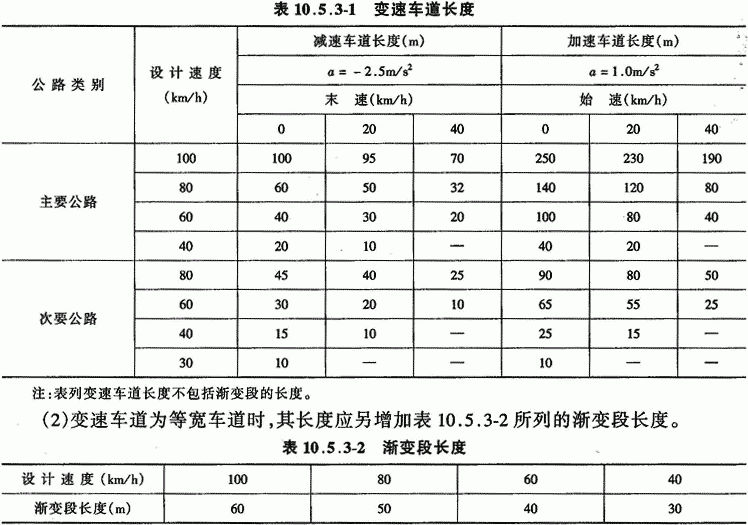 表 10.5.3-1 变速车道长度
公路类别 设计速度(km/h) 减速车道长度(m) 加速车道长度(m)
a = -2.5m/s² a = 1.0m/s²
末 速(km/h) 始 速(km/h)
0 20 40 0 20 40
主要公路 100 100 95 70 250 230 190
80 60 50 32 140 120 80
60 40 30 20 100 80 40
40 20 10 — 40 20 —
次要公路 80 45 40 25 90 80 50
60 30 20 10 65 55 25
40 15 10 — 25 15 —
30 10 — — 10 — —
注:表列变速车道长度不包括渐变段的长度。
(2)变速车道为等宽车道时,其长度应另增加表 10.5.3-2 所列的渐变段长度。
表 10.5.3-2 渐变段长度
设计速度 (km/h) 100 80 60 40
渐变段长度(m) 60 50 40 30